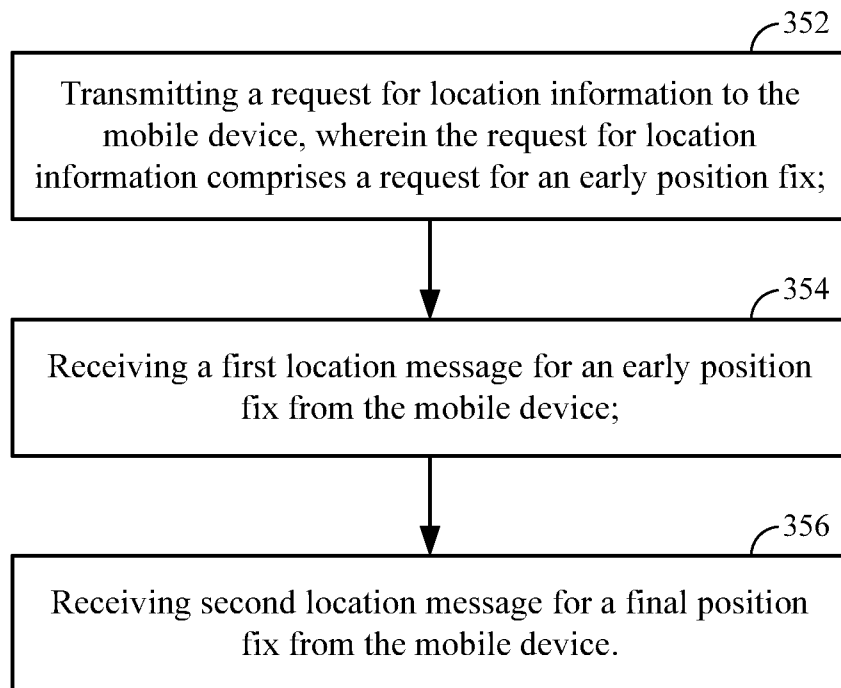 352
Transmitting a request for location information to the
mobile device, wherein the request for location
information comprises a request for an early position fix;
354
Receiving a first location message for an early position
fix from the mobile device;
356
Receiving second location message for a final position
fix from the mobile device.